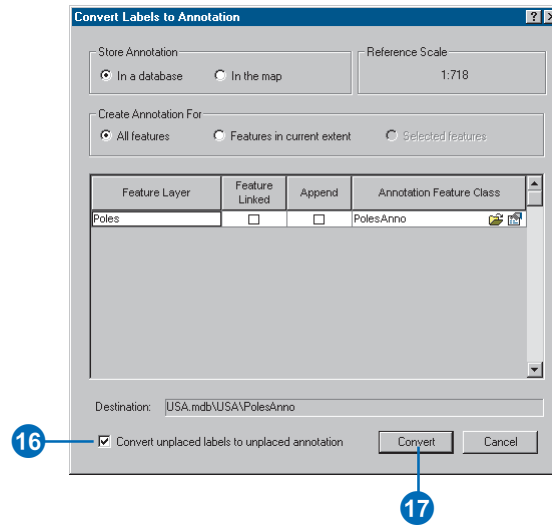 Convert Labels to Annotation
Store Annotation
In a database
In the map
Reference Scale
1:718
Create Annotation For
All features
Features in current extent
Selected features
Feature Layer
Feature Linked
Append
Annotation Feature Class
Poles
PolesAnno
Destination: USA.mdb\USA\PolesAnno
16
Convert unplaced labels to unplaced annotation
Convert
Cancel
17